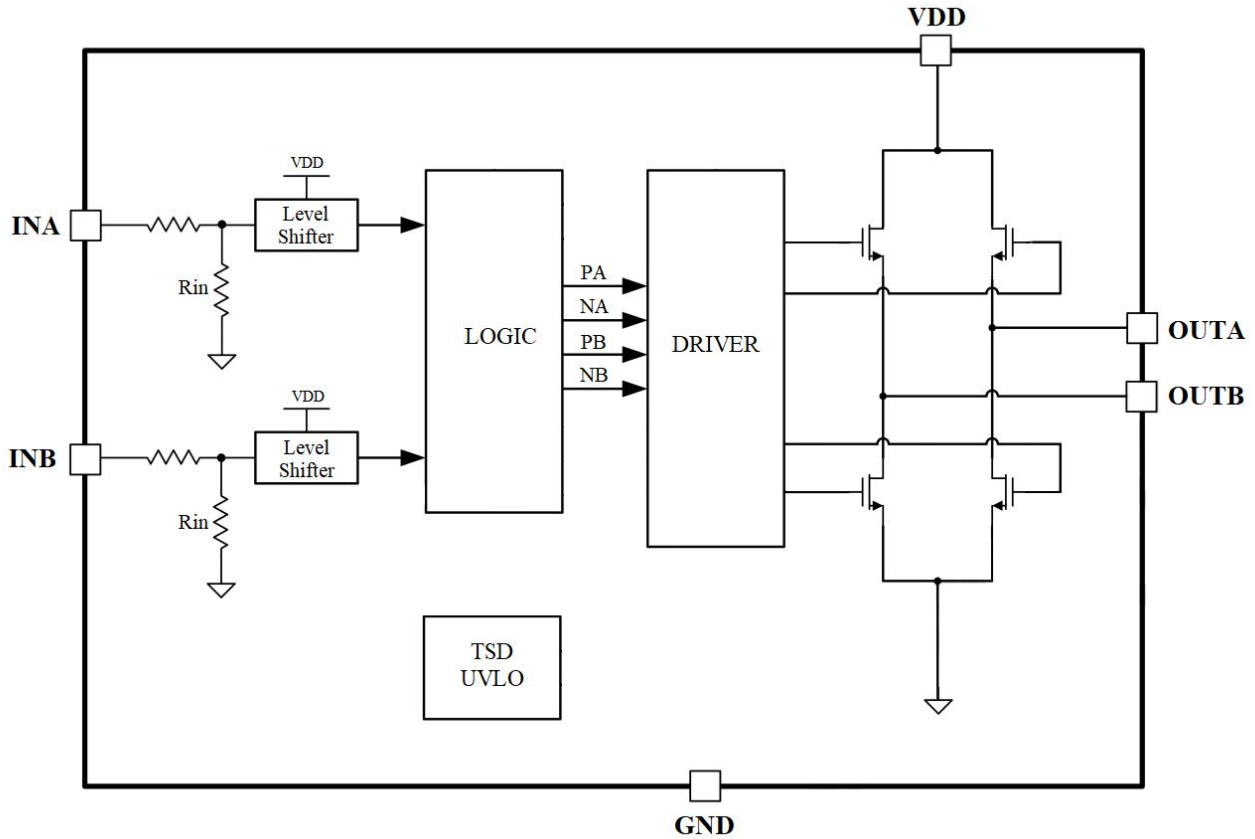 VDD
VDD
INA
Level
Shifter
Rin
PA
NA
PB
NB
LOGIC
DRIVER
OUTA
OUTB
VDD
INB
Level
Shifter
Rin
TSD
UVLO
GND